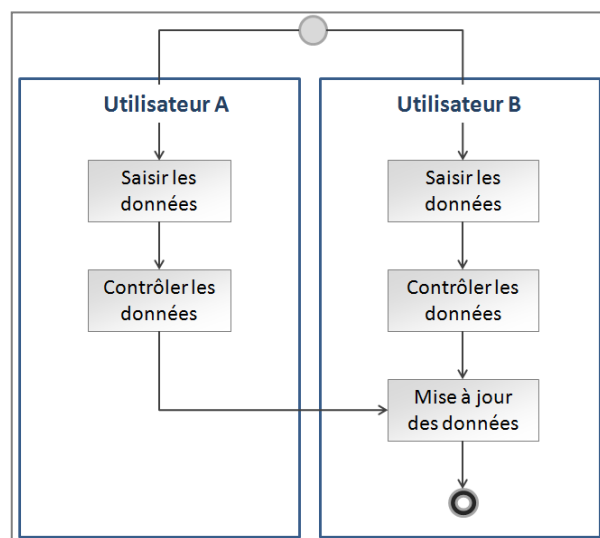 Utilisateur A
Utilisateur B
Saisir les
données
Saisir les
données
Contrôler les
données
Contrôler les
données
Mise à jour
des données